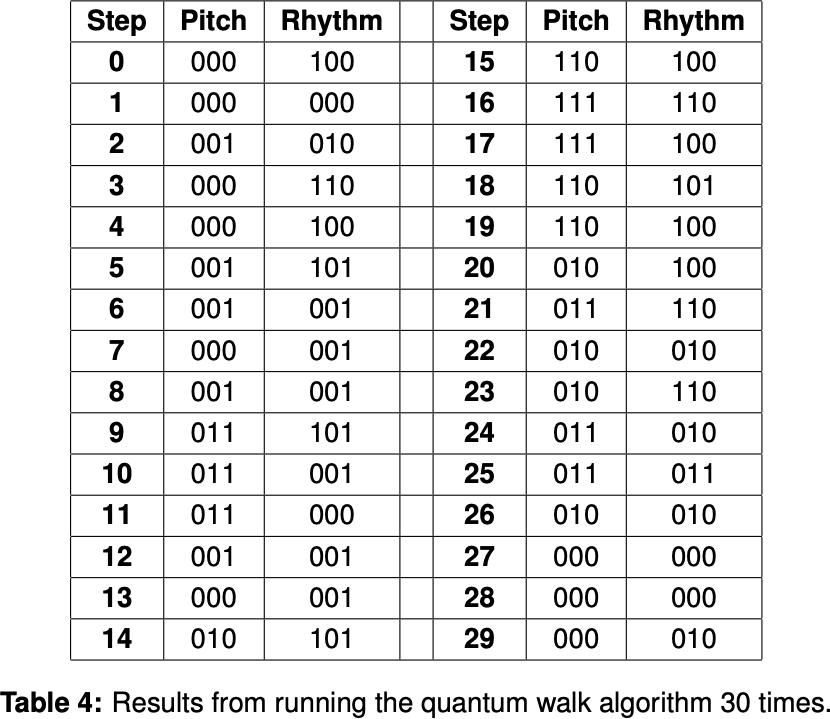 Step Pitch Rhythm Step Pitch Rhythm
0 000 100 15 110 100
1 000 000 16 111 110
2 001 010 17 111 100
3 000 110 18 110 101
4 000 100 19 110 100
5 001 101 20 010 100
6 001 001 21 011 110
7 000 001 22 010 010
8 001 001 23 010 110
9 011 101 24 011 010
10 011 001 25 011 011
11 011 000 26 010 010
12 001 001 27 000 000
13 000 001 28 000 000
14 010 101 29 000 010
Table 4: Results from running the quantum walk algorithm 30 times.